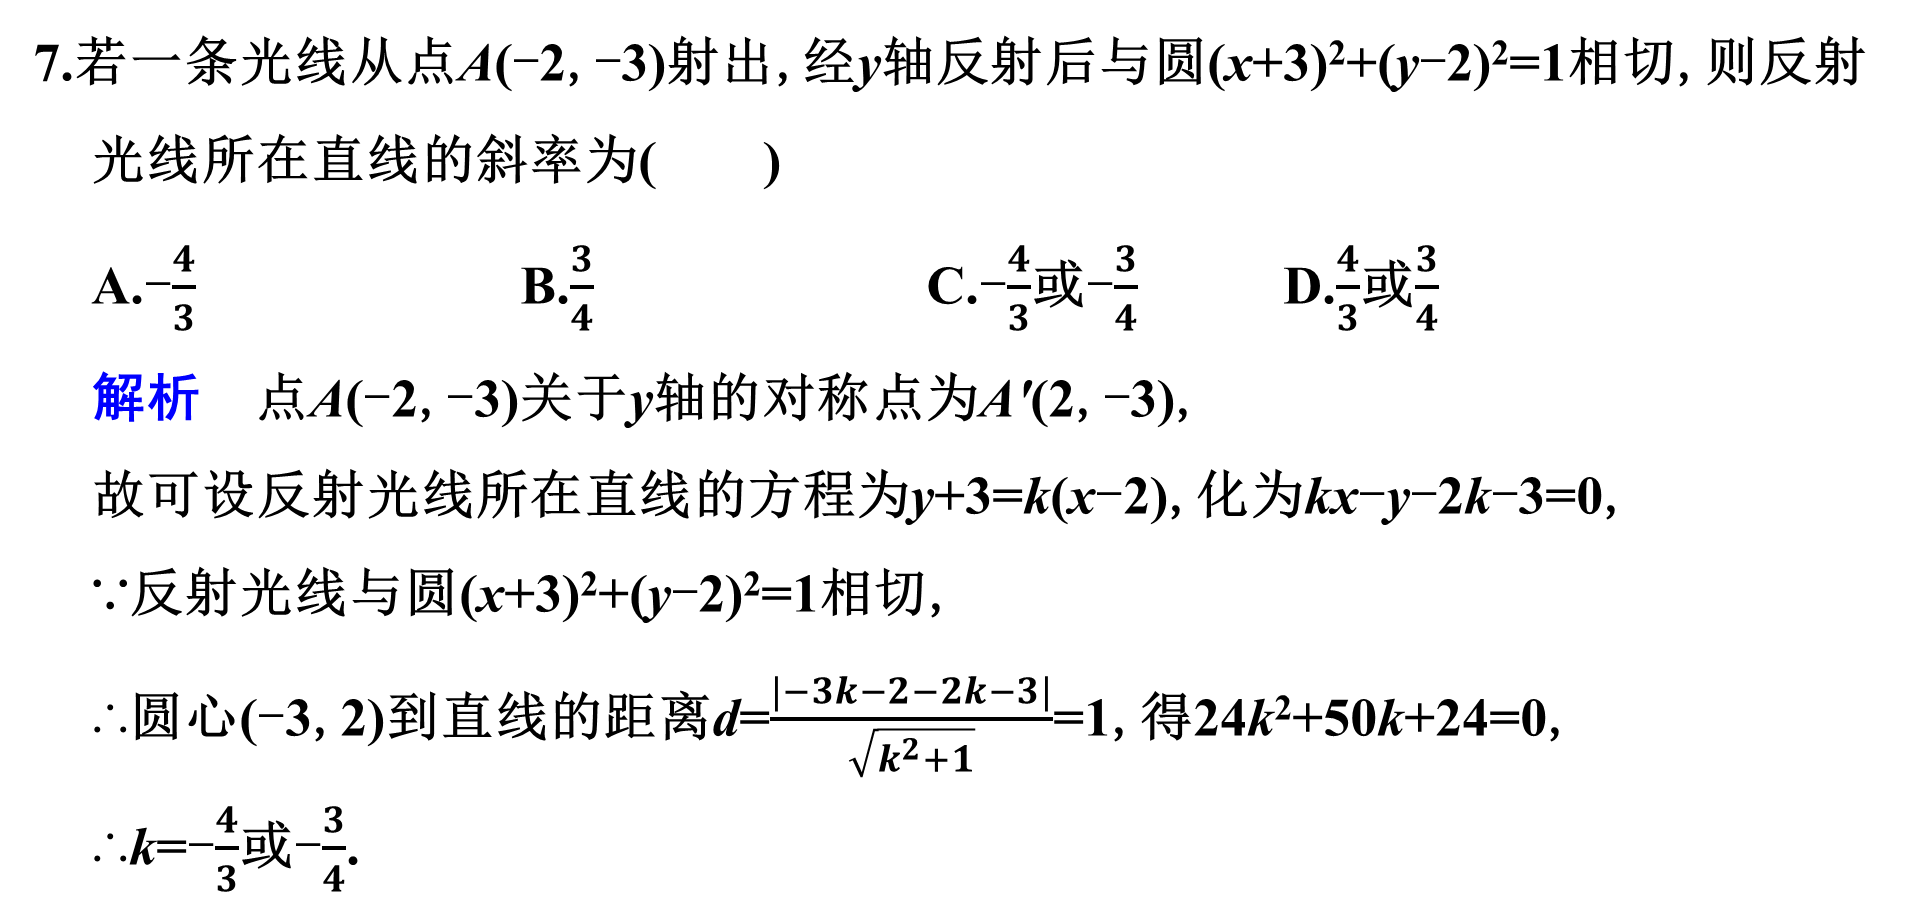 7.若一条光线从点A(−2, −3)射出, 经y轴反射后与圆(x+3)²+(y−2)²=1相切, 则反射
光线所在直线的斜率为(  )
A.−4/3 B.3/4 C.−4/3或−3/4 D.4/3或3/4
解析 点A(−2, −3)关于y轴的对称点为A′(2, −3),
故可设反射光线所在直线的方程为y+3=k(x−2), 化为kx−y−2k−3=0,
∵反射光线与圆(x+3)²+(y−2)²=1相切,
∴圆心(−3, 2)到直线的距离d=|−3k−2−2k−3|/√(k²+1)=1, 得24k²+50k+24=0,
∴k=−4/3或−3/4.